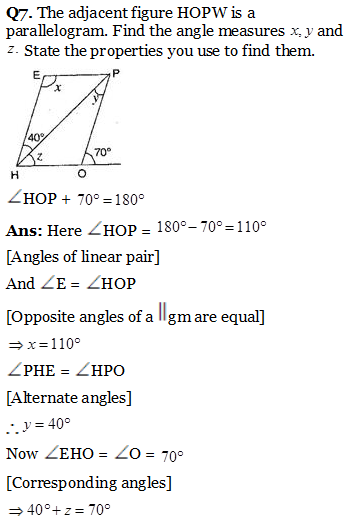 Q7. The adjacent figure HOPW is a
parallelogram. Find the angle measures x, y and
z. State the properties you use to find them.
E P
x y
40°
z 70°
H O
∠HOP + 70° = 180°
Ans: Here ∠HOP = 180° – 70° = 110°
[Angles of linear pair]
And ∠E = ∠HOP
[Opposite angles of a ||gm are equal]
⇒ x = 110°
∠PHE = ∠HPO
[Alternate angles]
∴ y = 40°
Now ∠EHO = ∠O = 70°
[Corresponding angles]
⇒ 40° + z = 70°